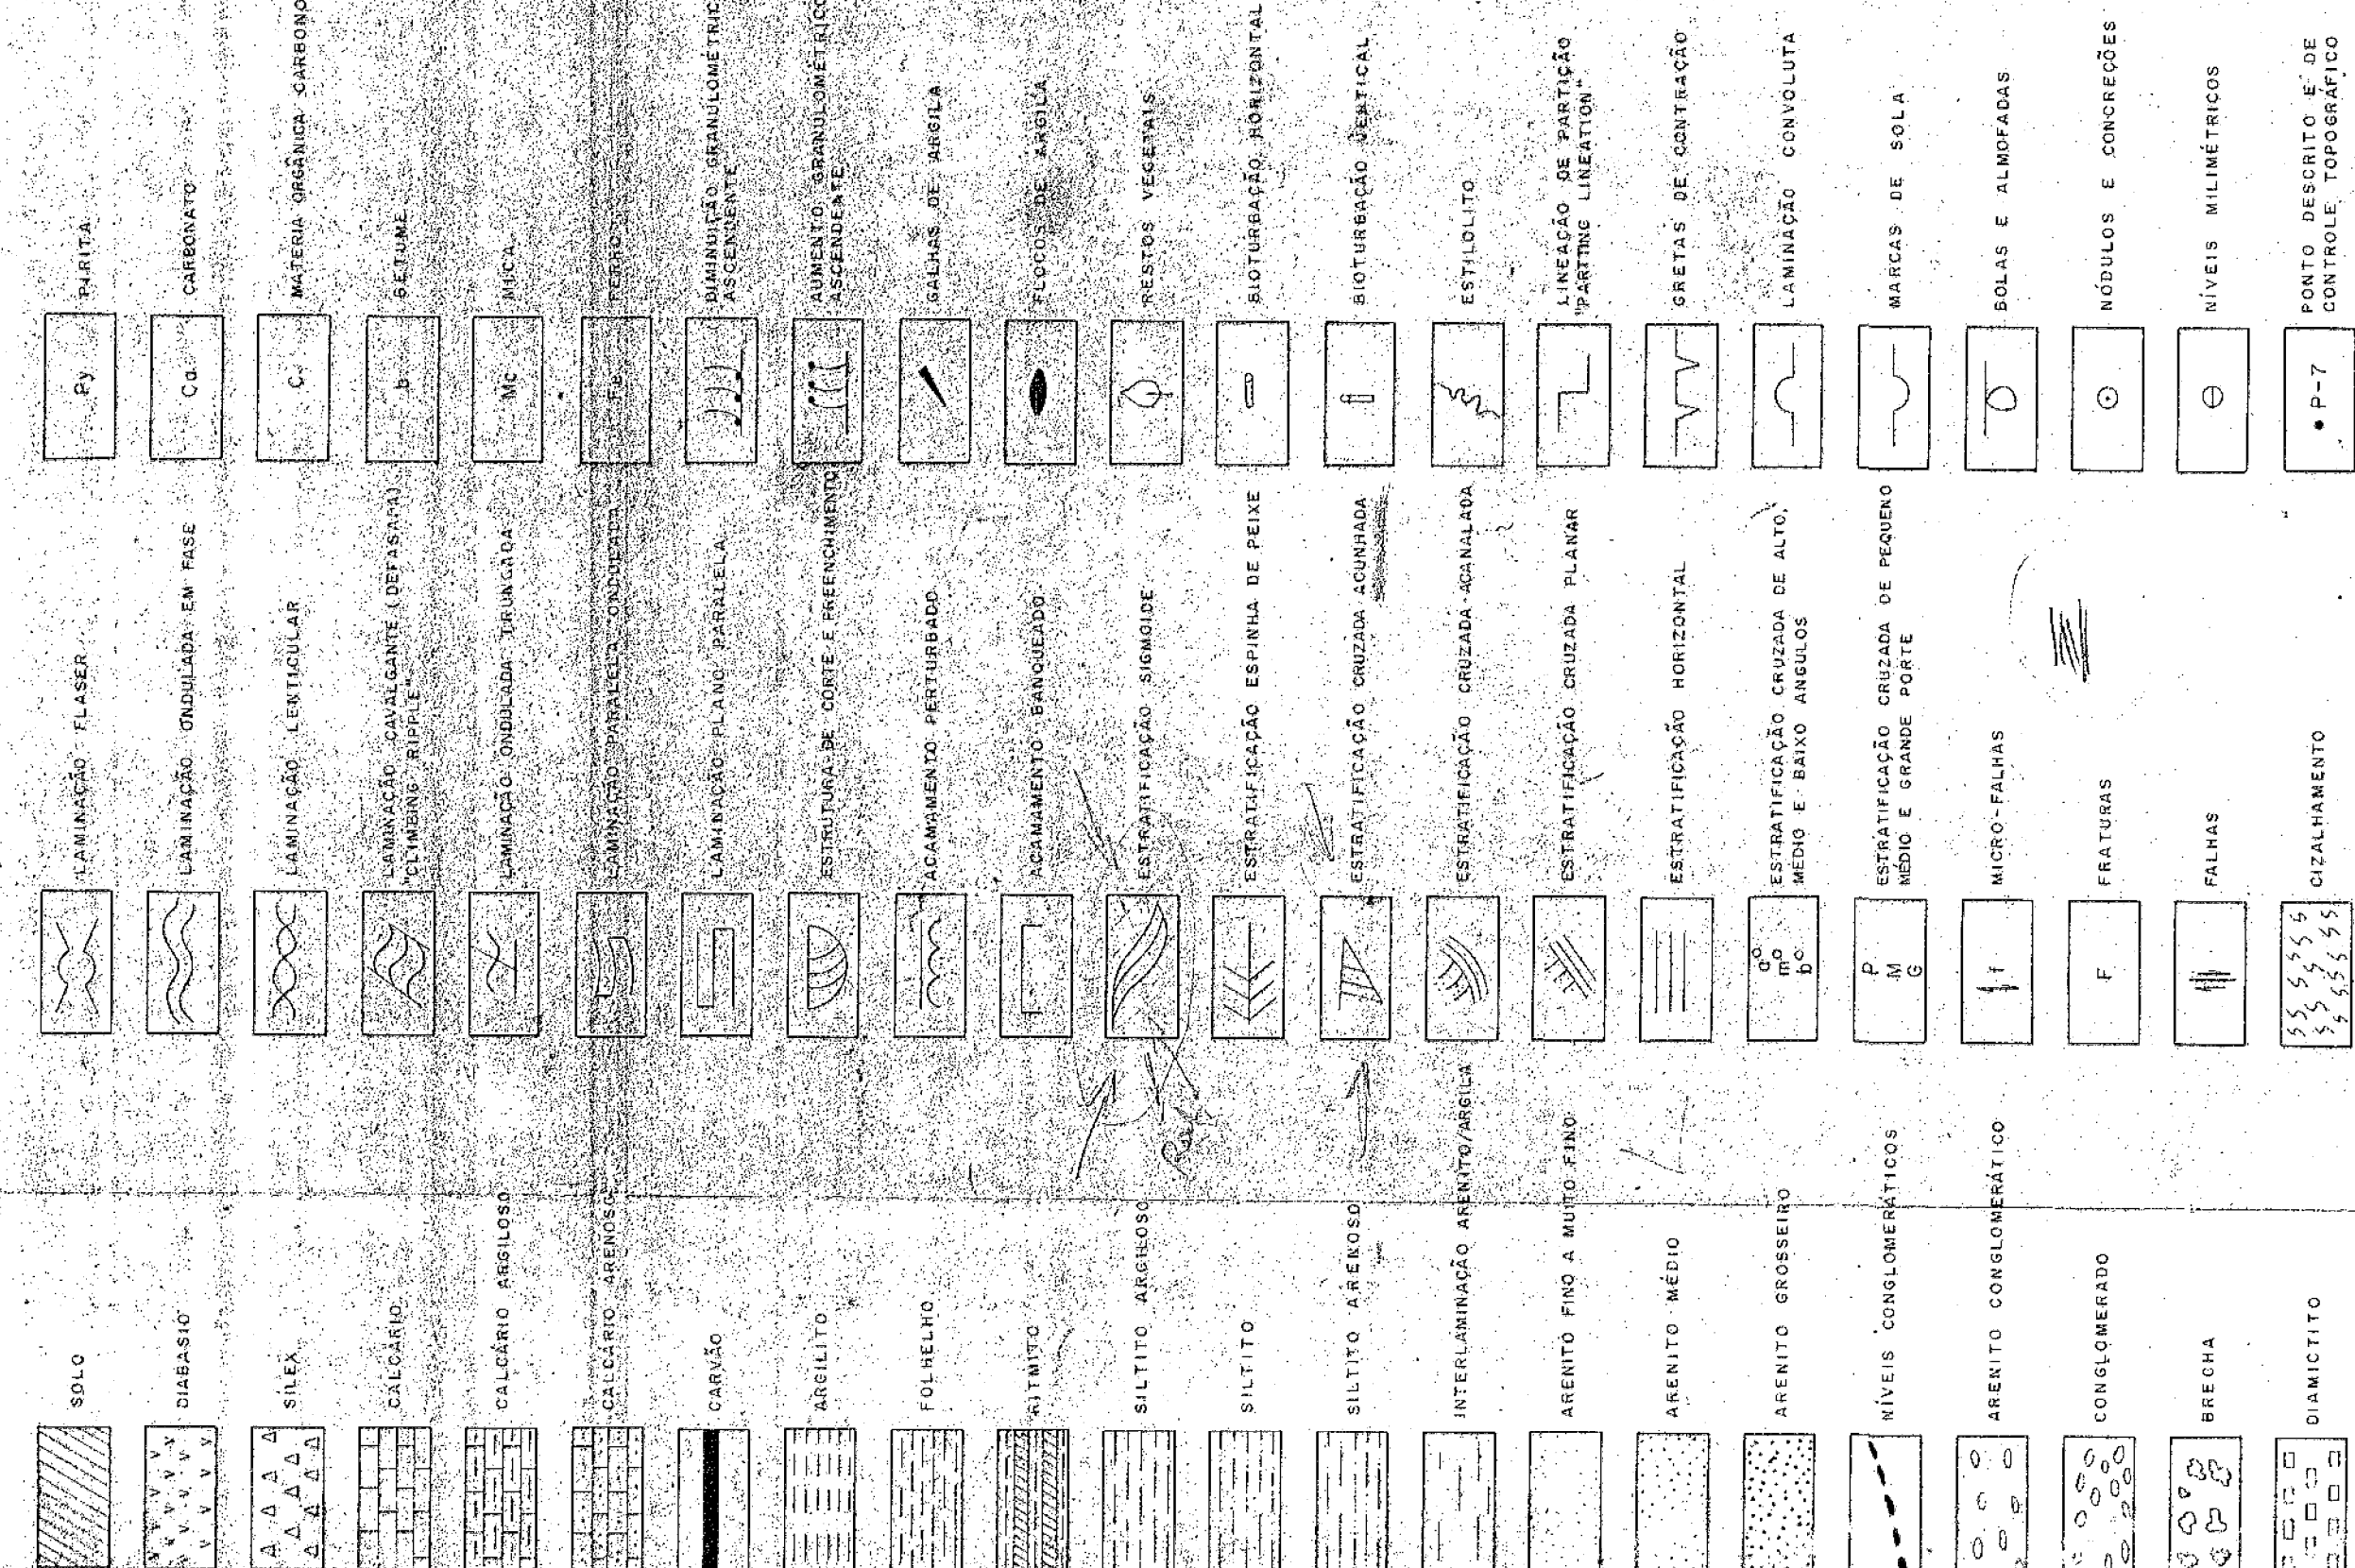 SOLO
DIABASIO
SÍLEX
CALCÁRIO
CALCÁRIO ARGILOSO
CALCÁRIO ARENOSO
CARVÃO
ARGILITO
FOLHELHO
RITMITO
SILTITO ARGILOSO
SILTITO
SILTITO ARENOSO
INTERLAMINAÇÃO ARENITO/ARGILA
ARENITO FINO A MUITO FINO
ARENITO MÉDIO
ARENITO GROSSEIRO
NÍVEIS CONGLOMERÁTICOS
ARENITO CONGLOMERÁTICO
CONGLOMERADO
BRECHA
DIAMICTITO
LAMINAÇÃO FLASER
LAMINAÇÃO ONDULADA EM FASE
LAMINAÇÃO LENTICULAR
LAMINAÇÃO CAVALGANTE (DEFASADA)
"CLIMBING RIPPLE"
LAMINAÇÃO ONDULADA TRUNCADA
LAMINAÇÃO PARALELA ONDULADA
LAMINAÇÃO PLANO PARALELA
ESTRUTURA DE CORTE E PREENCHIMENTO
ACAMAMENTO PERTURBADO
ACAMAMENTO BANQUEADO
ESTRATIFICAÇÃO SIGMOIDE
ESTRATIFICAÇÃO ESPINHA DE PEIXE
ESTRATIFICAÇÃO CRUZADA ACUNHADA
ESTRATIFICAÇÃO CRUZADA ACANALADA
ESTRATIFICAÇÃO CRUZADA PLANAR
ESTRATIFICAÇÃO HORIZONTAL
aº
mº
bº
ESTRATIFICAÇÃO CRUZADA DE ALTO,
MÉDIO E BAIXO ANGULOS
P
M
G
ESTRATIFICAÇÃO CRUZADA DE PEQUENO
MÉDIO E GRANDE PORTE
f
MICRO-FALHAS
F
FRATURAS
FALHAS
CIZALHAMENTO
Py
PIRITA
Ca
CARBONATO
C
MATERIA ORGÂNICA CARBONO
b
BETUME
Mc
MICA
Fe
FERRO
DIMINUIÇÃO GRANULOMÉTRIC
ASCENDENTE
AUMENTO GRANULOMÉTRICO
ASCENDENTE
GALHAS DE ARGILA
FLOCOS DE ARGILA
RESTOS VEGETAIS
BIOTURBAÇÃO HORIZONTAL
BIOTURBAÇÃO VERTICAL
ESTILOLITO
LINEAÇÃO DE PARTIÇÃO
"PARTING LINEATION"
GRETAS DE CONTRAÇÃO
LAMINAÇÃO CONVOLUTA
MARCAS DE SOLA
BOLAS E ALMOFADAS
NÓDULOS E CONCREÇÕES
NÍVEIS MILIMÉTRICOS
P-7
PONTO DESCRITO E DE
CONTROLE TOPOGRÁFICO